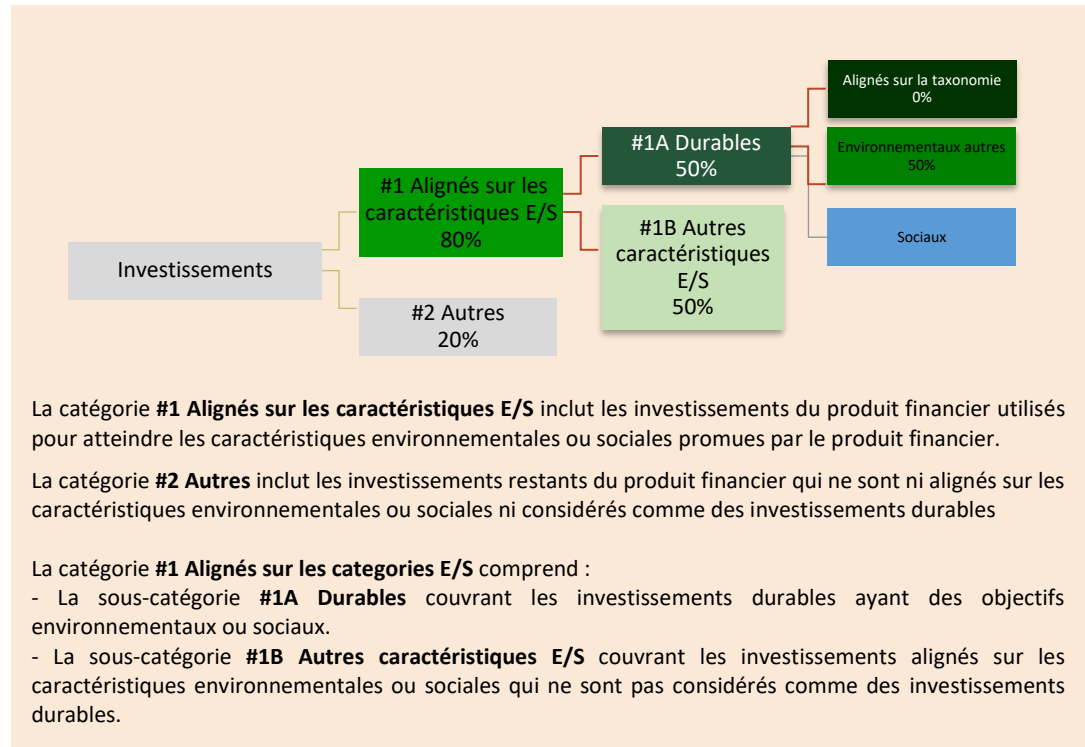 Alignés sur la taxonomie
0%
#1A Durables
50%
Environnementaux autres
50%
#1 Alignés sur les
caractéristiques E/S
80%
#1B Autres
caractéristiques
E/S
50%
Sociaux
Investissements
#2 Autres
20%
La catégorie #1 Alignés sur les caractéristiques E/S inclut les investissements du produit financier utilisés
pour atteindre les caractéristiques environnementales ou sociales promues par le produit financier.
La catégorie #2 Autres inclut les investissements restants du produit financier qui ne sont ni alignés sur les
caractéristiques environnementales ou sociales ni considérés comme des investissements durables
La catégorie #1 Alignés sur les categories E/S comprend :
- La sous-catégorie #1A Durables couvrant les investissements durables ayant des objectifs
environnementaux ou sociaux.
- La sous-catégorie #1B Autres caractéristiques E/S couvrant les investissements alignés sur les
caractéristiques environnementales ou sociales qui ne sont pas considérés comme des investissements
durables.